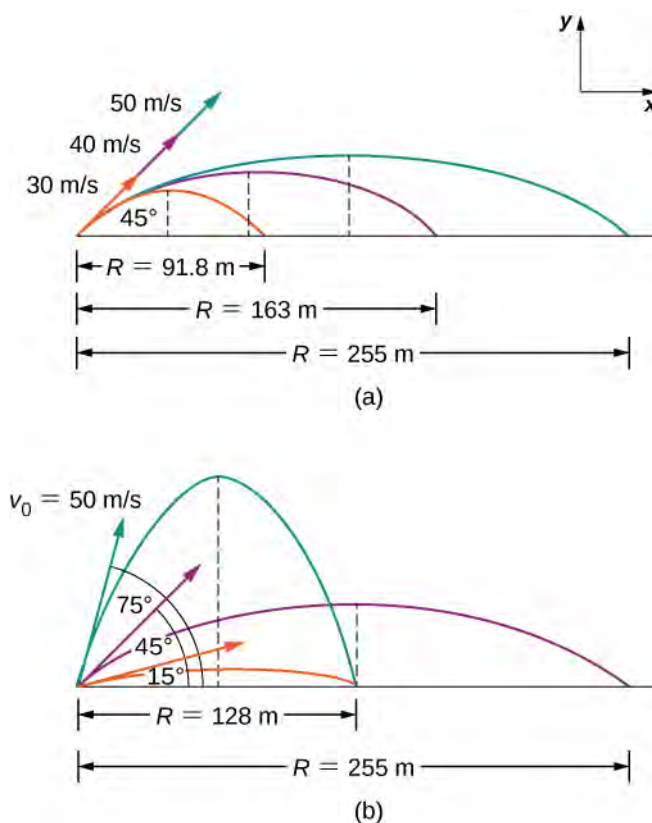 y
x
50 m/s
40 m/s
30 m/s
45°
R = 91.8 m
R = 163 m
R = 255 m
(a)
v0 = 50 m/s
75°
45°
15°
R = 128 m
R = 255 m
(b)